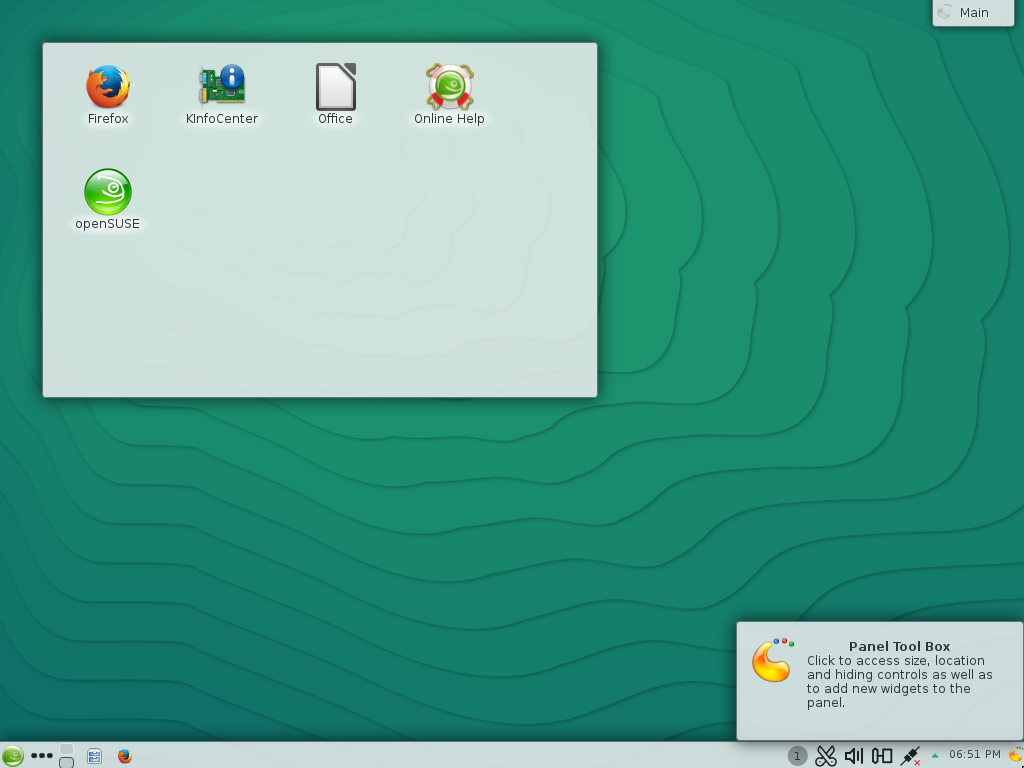 Main
Firefox
KInfoCenter
Office
Online Help
openSUSE
Panel Tool Box
Click to access size, location
and hiding controls as well as
to add new widgets to the
panel.
1
06:51 PM